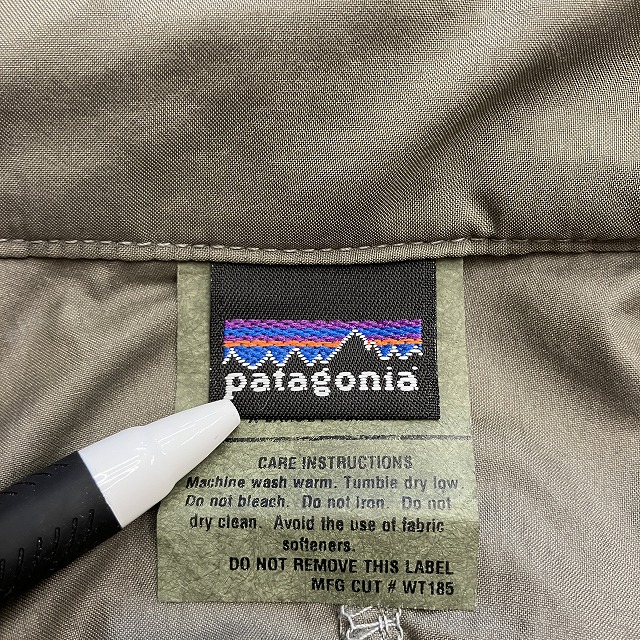 patagonia
CARE INSTRUCTIONS
Machine wash warm. Tumble dry low.
Do not bleach. Do not Iron. Do not
dry clean. Avoid the use of fabric
softeners.
DO NOT REMOVE THIS LABEL
MFG CUT # WT185